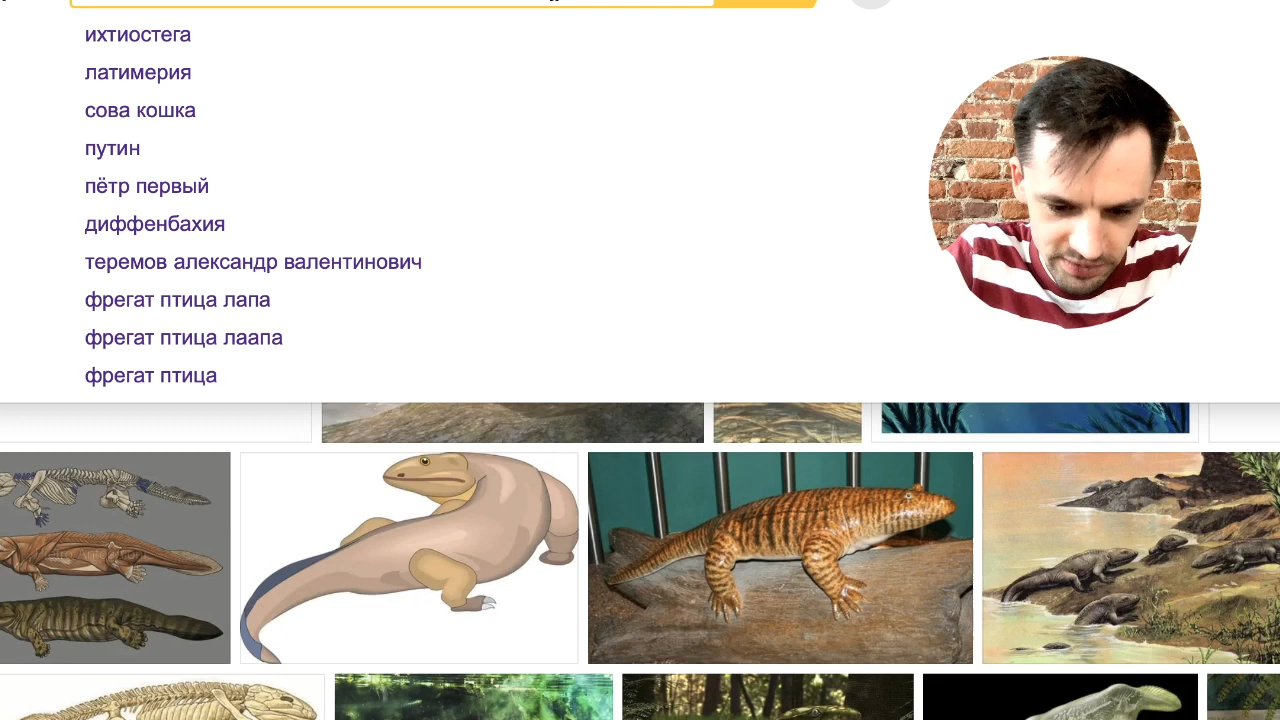 ихтиостега
латимерия
сова кошка
путин
пётр первый
диффенбахия
теремов александр валентинович
фрегат птица лапа
фрегат птица лаапа
фрегат птица